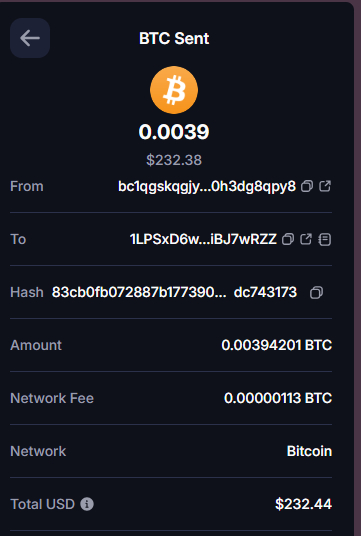 BTC Sent
0.0039
$232.38
From bc1qgskqgjy...0h3dg8qpy8
To 1LPSxD6w...iBJ7wRZZ
Hash 83cb0fb072887b177390... dc743173
Amount 0.00394201 BTC
Network Fee 0.00000113 BTC
Network Bitcoin
Total USD $232.44